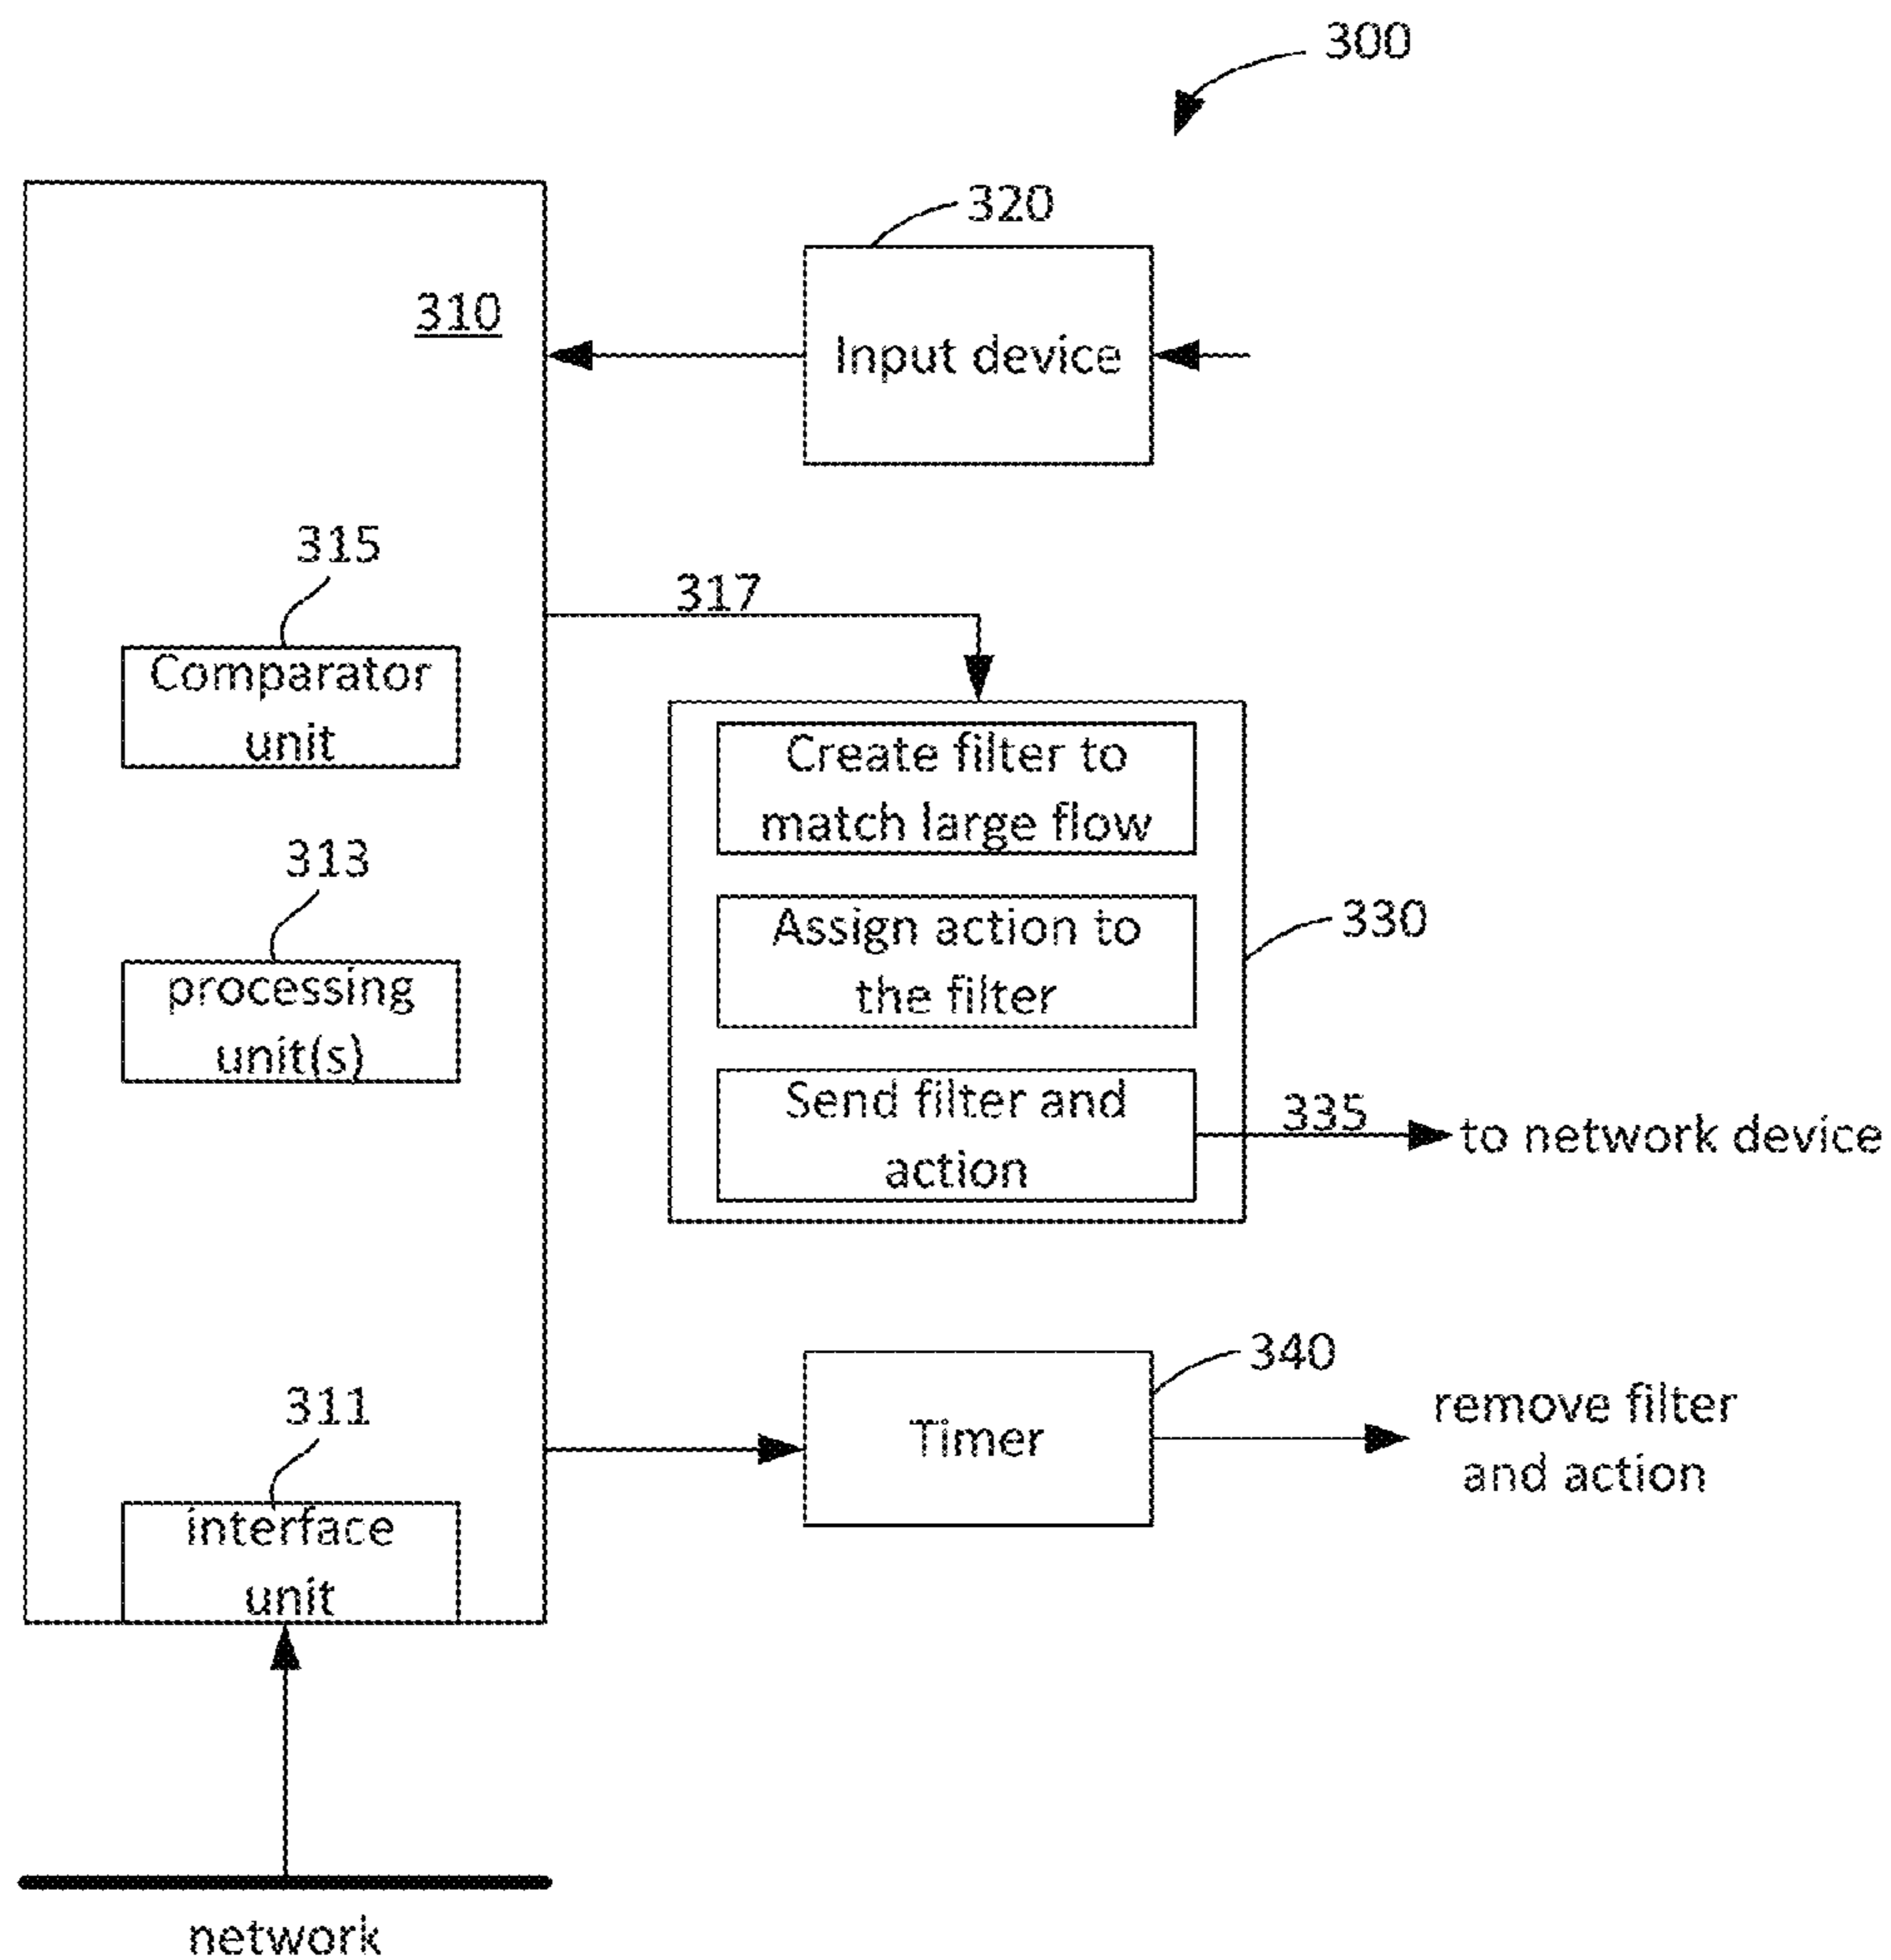 300
320
310
Input device
315
317
Comparator
unit
Create filter to
match large flow
313
330
Assign action to
the filter
processing
unit(s)
Send filter and
action
335
to network device
340
311
Timer
remove filter
and action
interface
unit
network